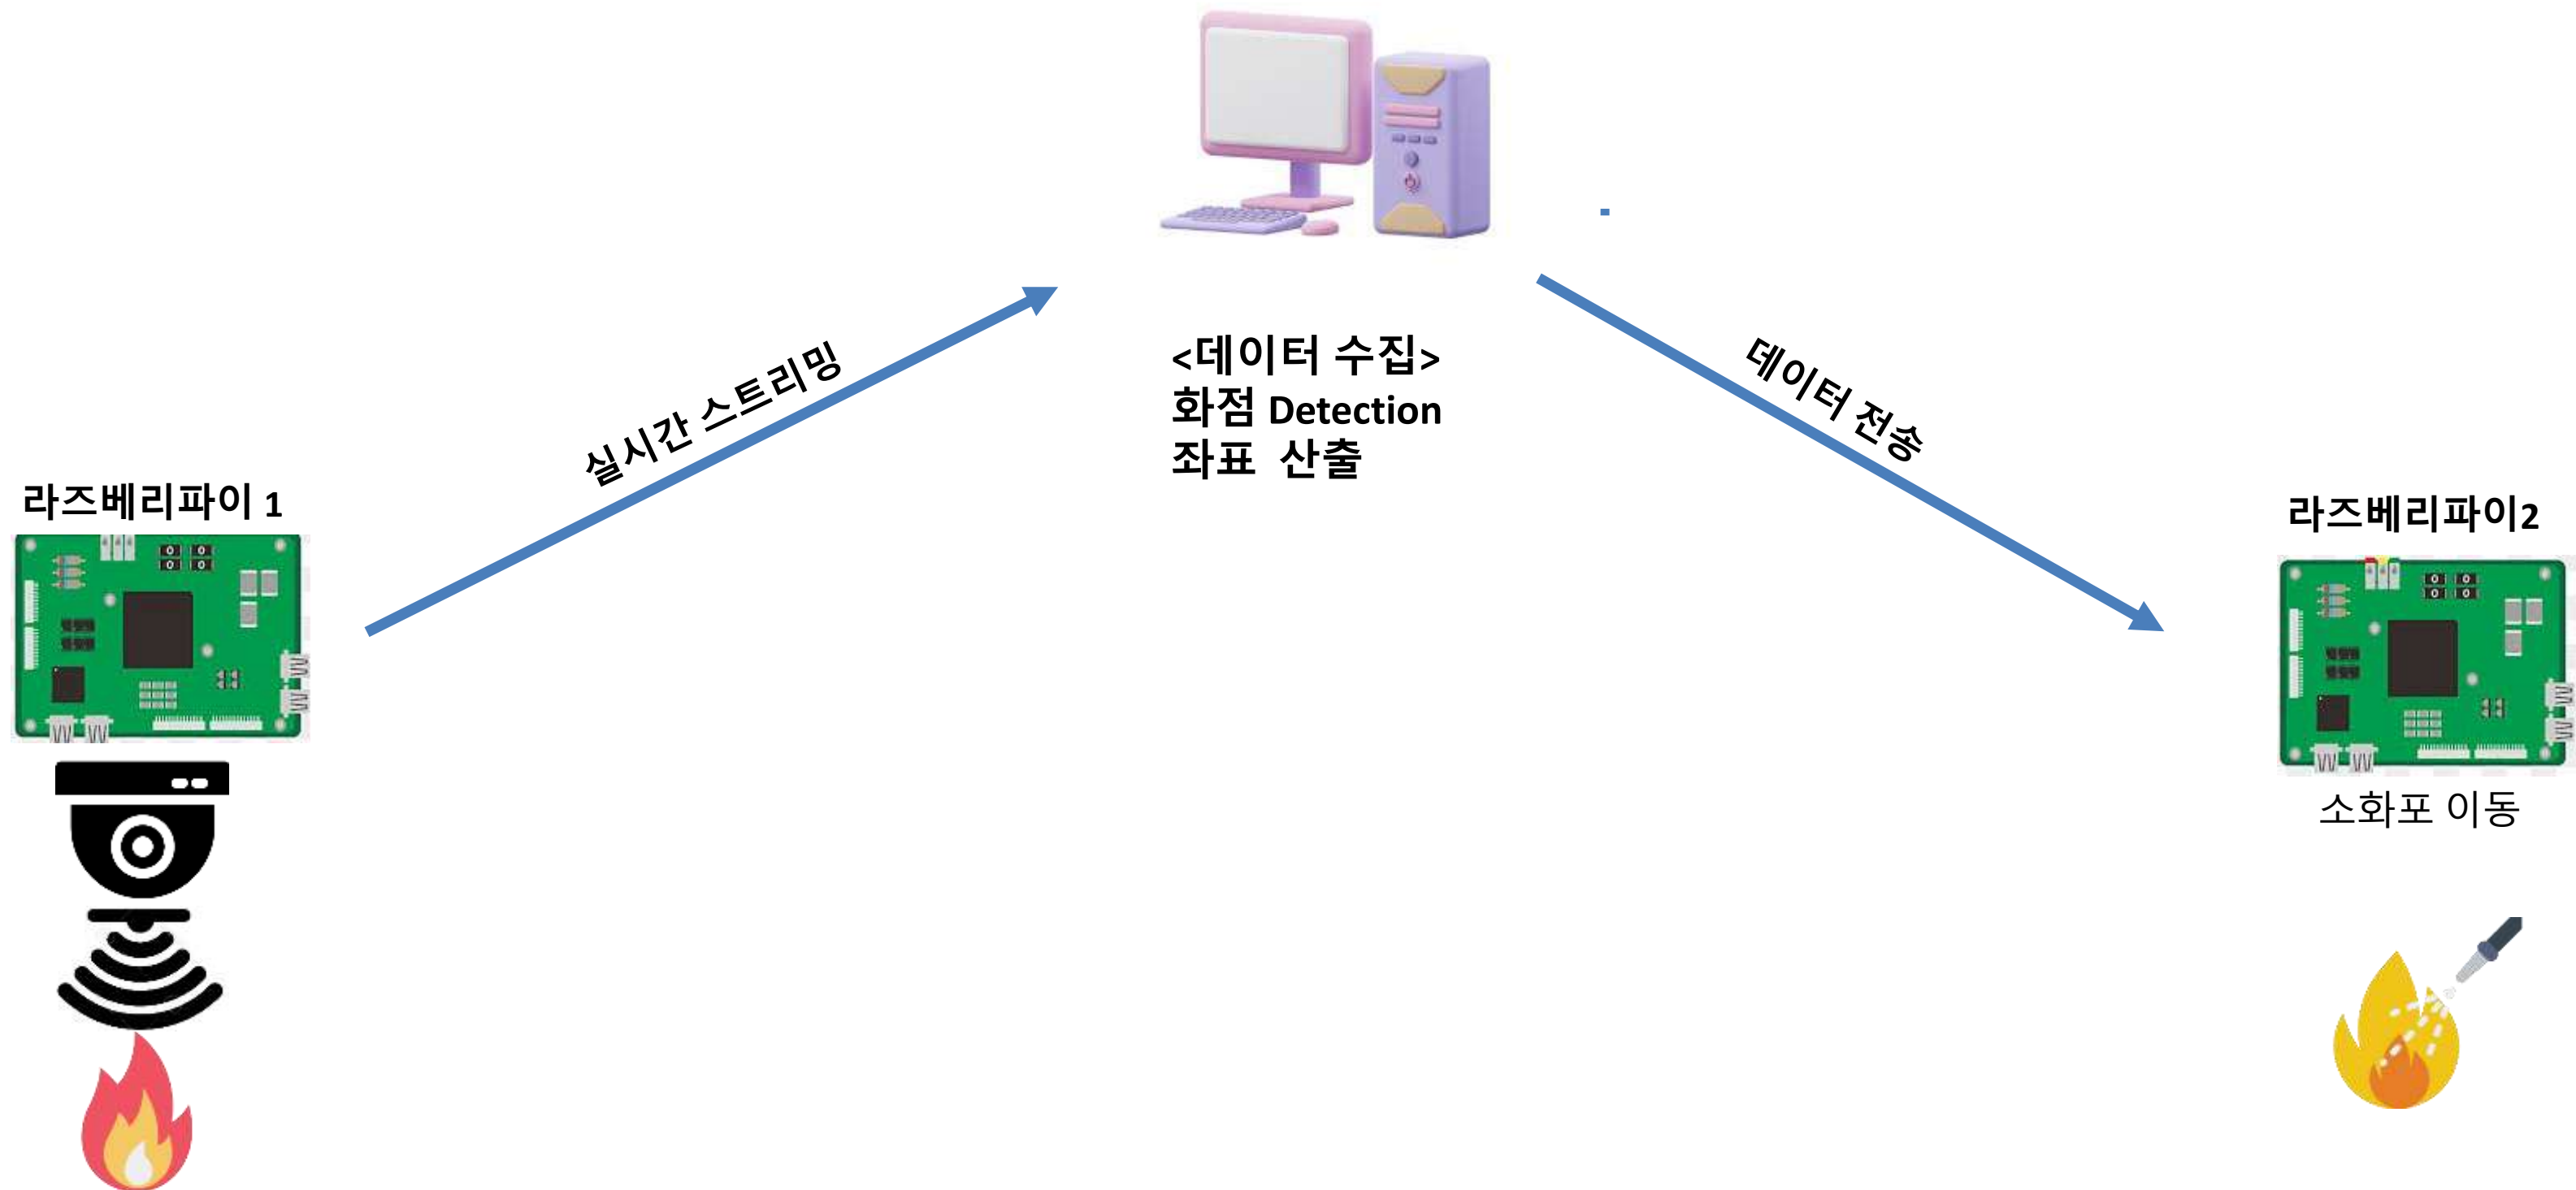 실시간 스트리밍
<데이터 수집>
화점 Detection
좌표 산출
데이터 전송
라즈베리파이 1
라즈베리파이2
소화포 이동